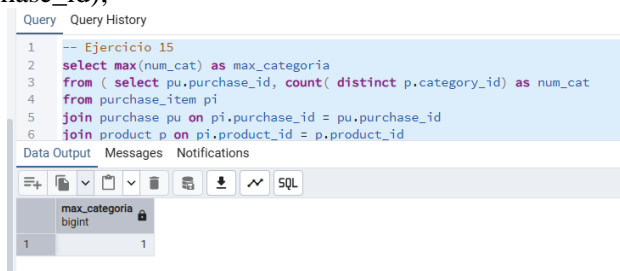 hase_id);
Query Query History
1 -- Ejercicio 15
2 select max(num_cat) as max_categoria
3 from ( select pu.purchase_id, count( distinct p.category_id) as num_cat
4 from purchase_item pi
5 join purchase pu on pi.purchase_id = pu.purchase_id
6 join product p on pi.product_id = p.product_id
Data Output Messages Notifications
SQL
max_categoria
bigint
1 1